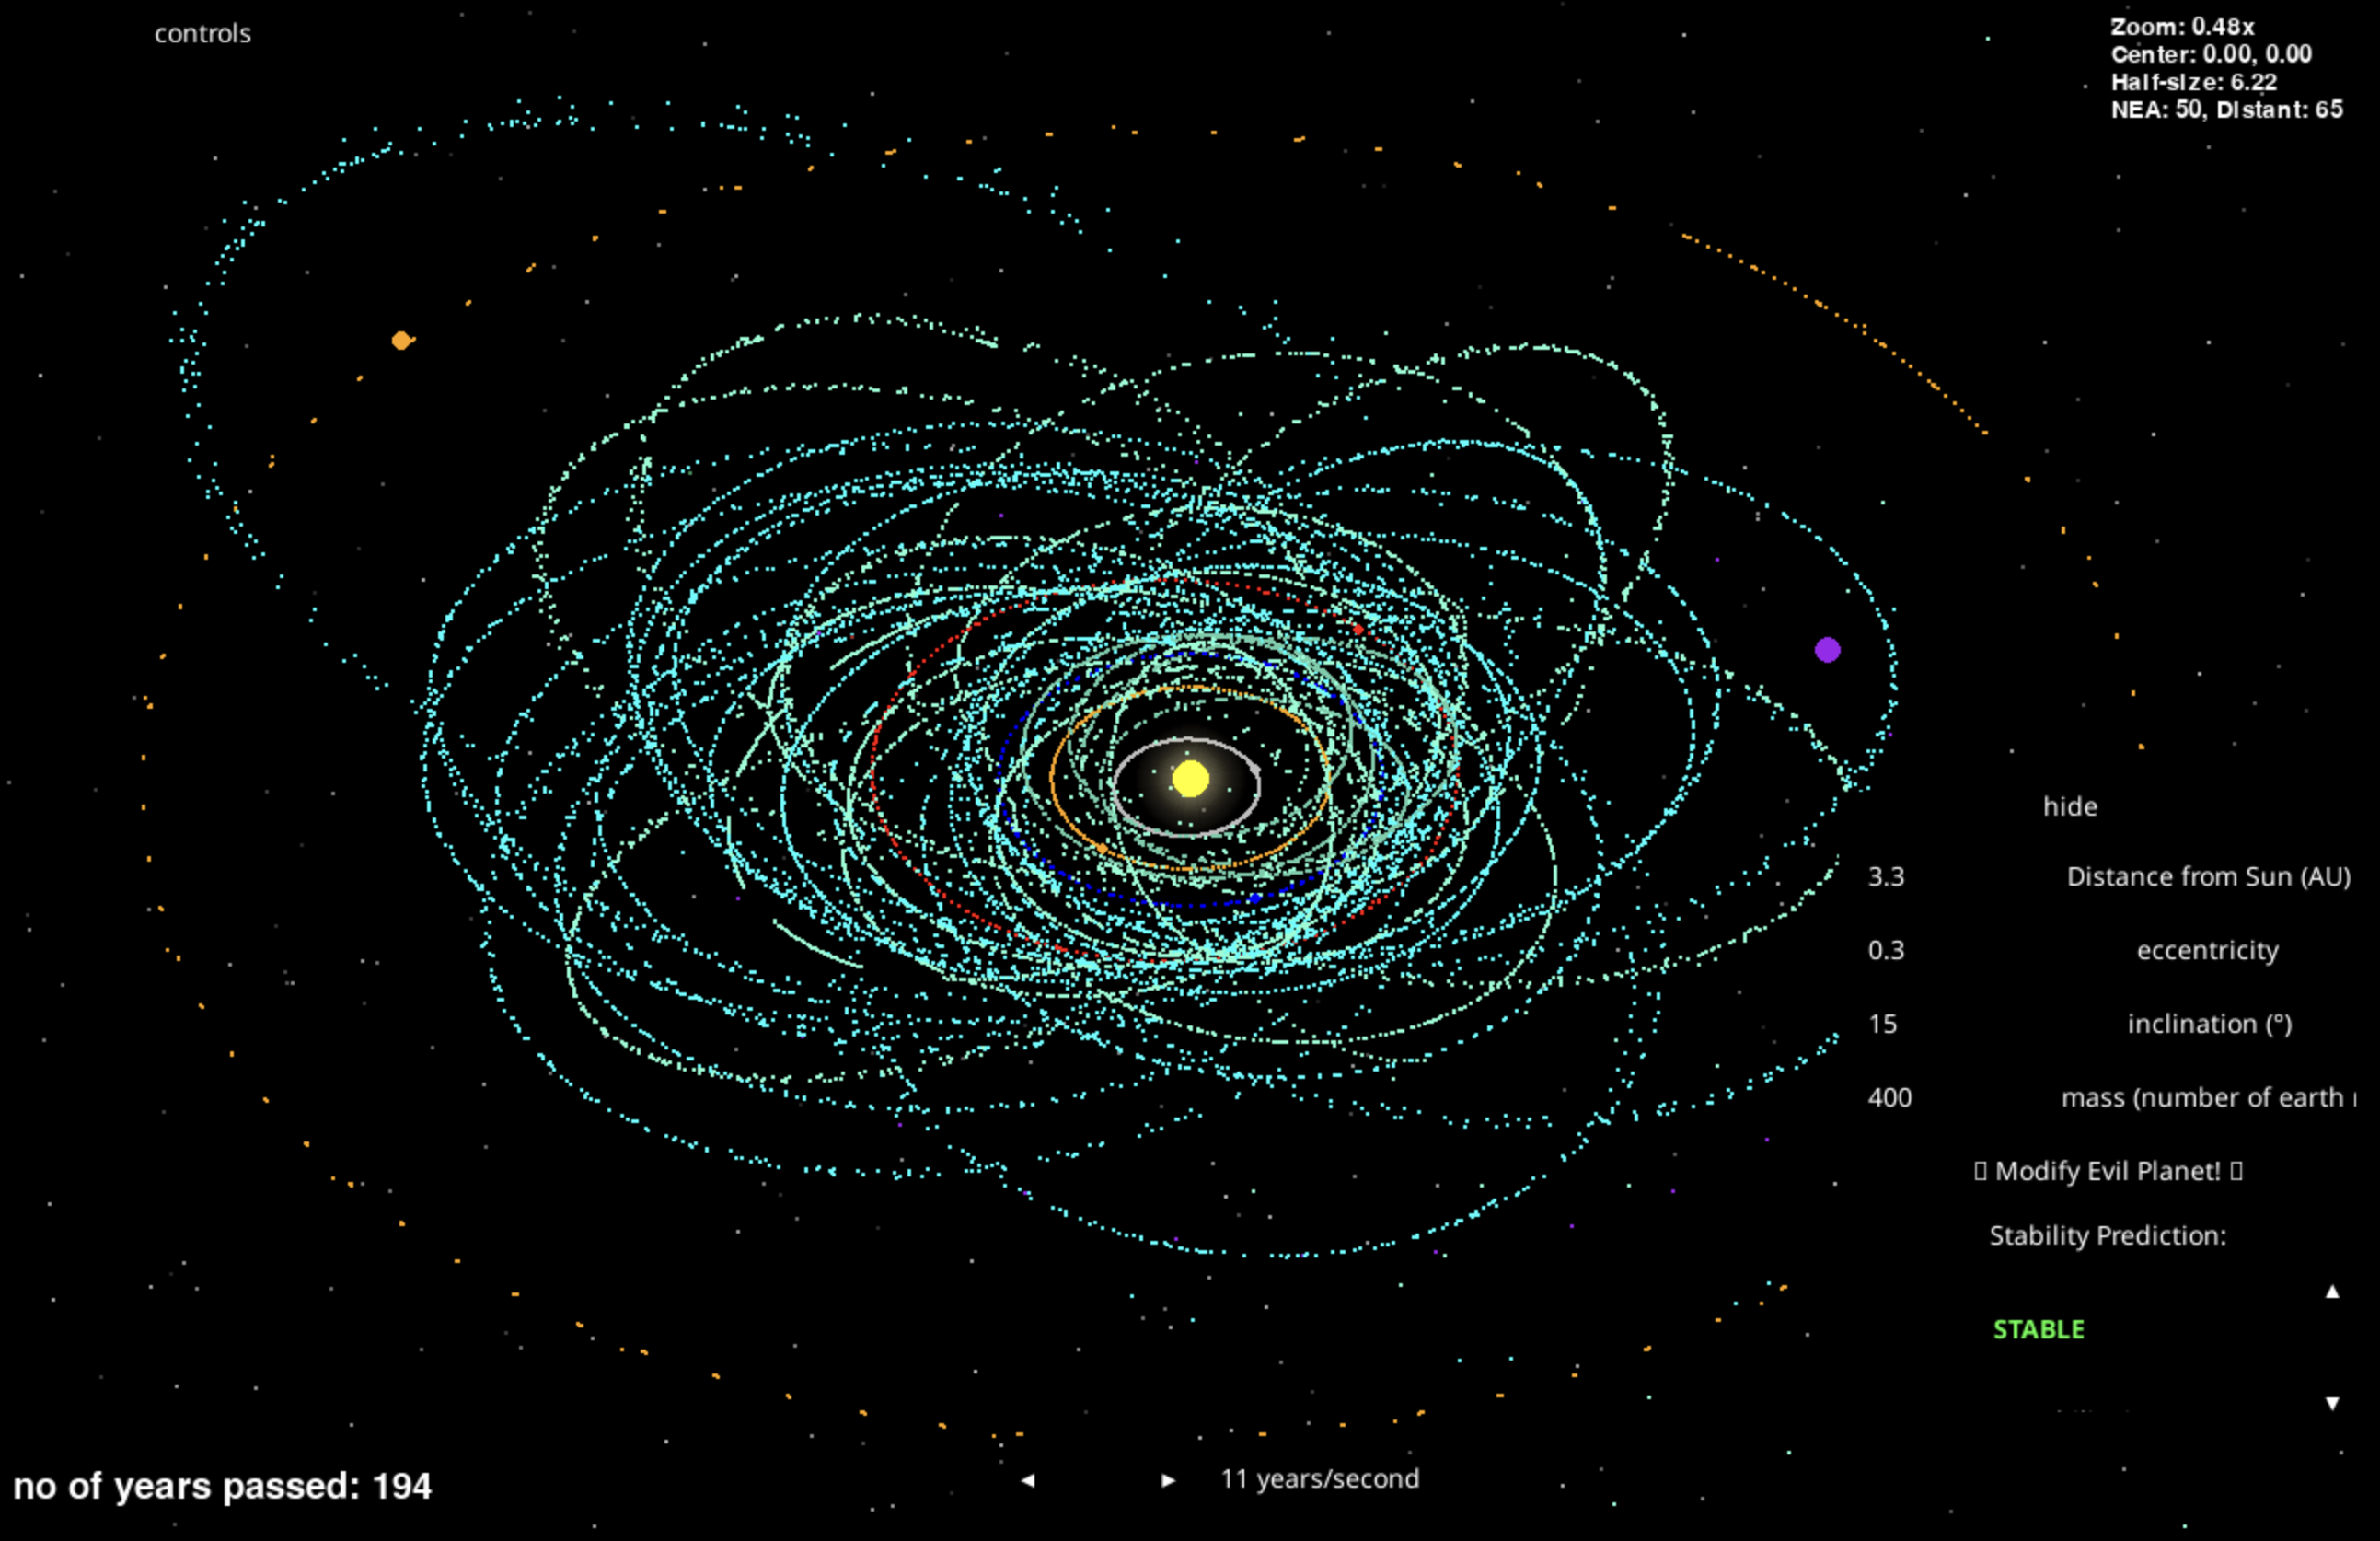 controls
Zoom: 0.48x
Center: 0.00, 0.00
Half-size: 6.22
NEA: 50, Distant: 65
hide
3.3 Distance from Sun (AU)
0.3 eccentricity
15 inclination (°)
400 mass (number of earth
Modify Evil Planet!
Stability Prediction:
STABLE
no of years passed: 194
11 years/second